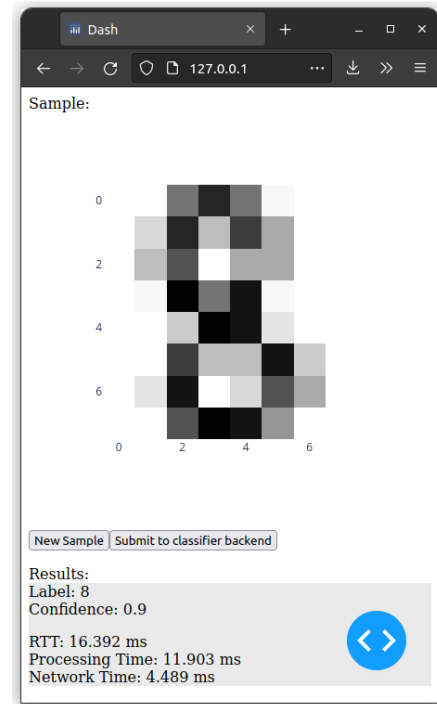 Dash
127.0.0.1
Sample:
0
2
4
6
0 2 4 6
New Sample Submit to classifier backend
Results:
Label: 8
Confidence: 0.9
RTT: 16.392 ms
Processing Time: 11.903 ms
Network Time: 4.489 ms